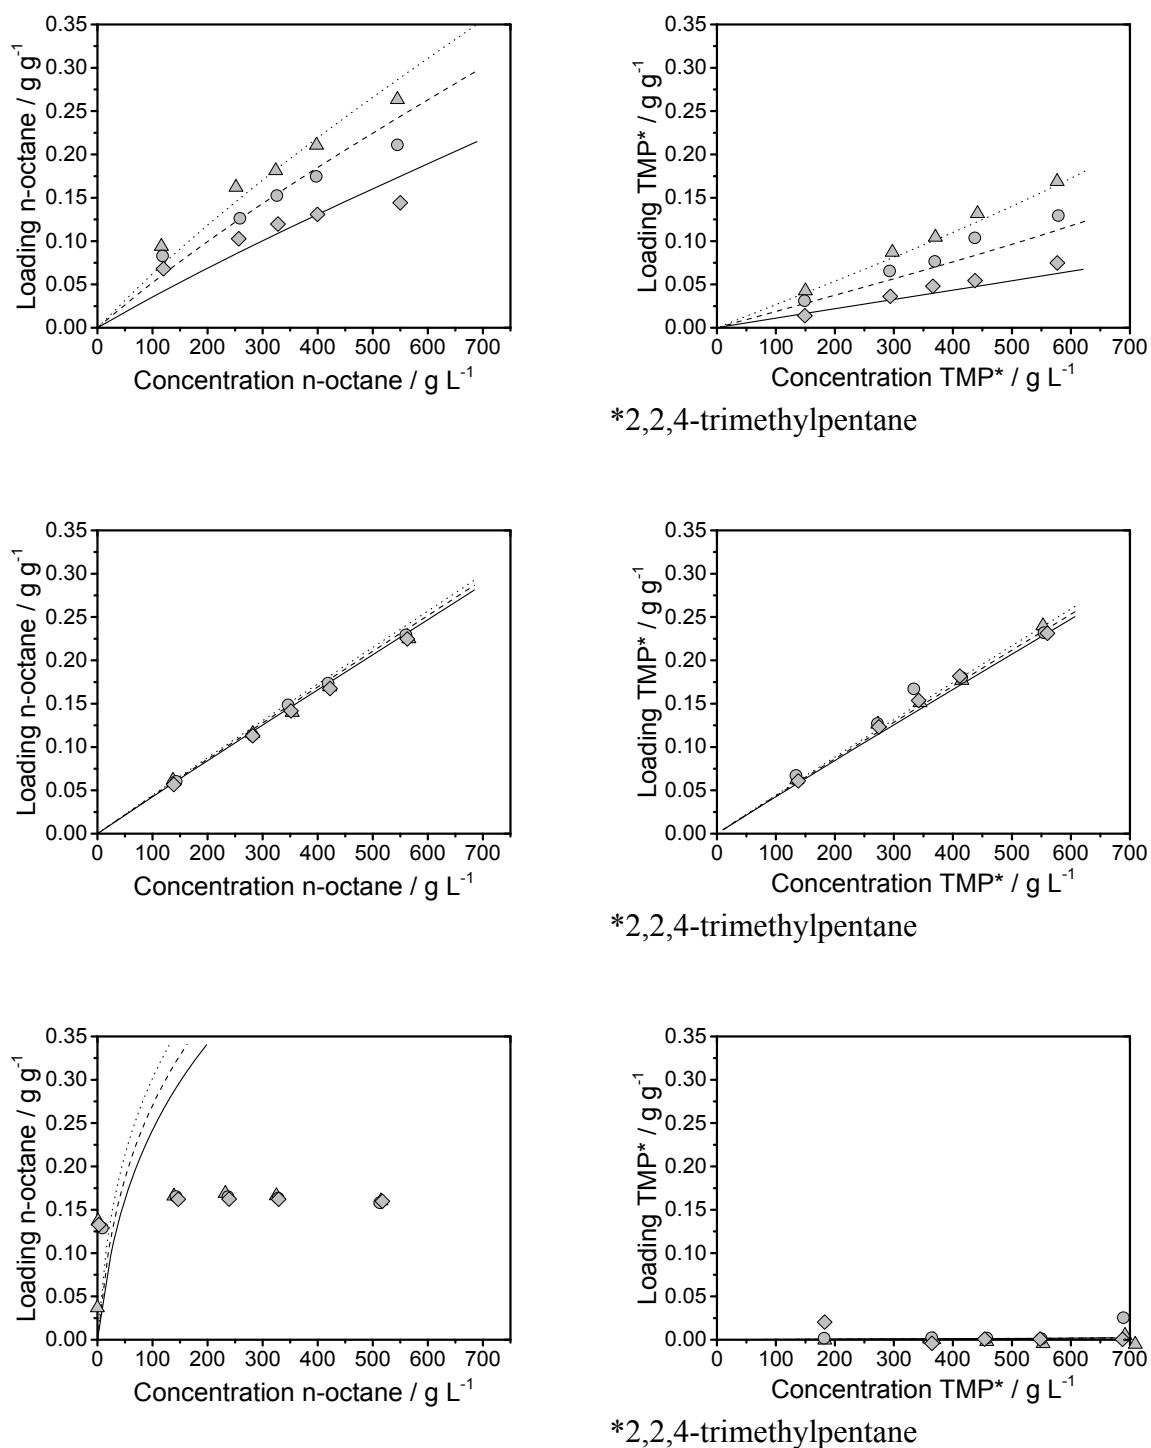 0.35
0.30
0.25
0.20
0.15
0.10
0.05
0.00
Loading n-octane / g g⁻¹
0 100 200 300 400 500 600 700
Concentration n-octane / g L⁻¹
0.35
0.30
0.25
0.20
0.15
0.10
0.05
0.00
Loading TMP* / g g⁻¹
0 100 200 300 400 500 600 700
Concentration TMP* / g L⁻¹
*2,2,4-trimethylpentane
0.35
0.30
0.25
0.20
0.15
0.10
0.05
0.00
Loading n-octane / g g⁻¹
0 100 200 300 400 500 600 700
Concentration n-octane / g L⁻¹
0.35
0.30
0.25
0.20
0.15
0.10
0.05
0.00
Loading TMP* / g g⁻¹
0 100 200 300 400 500 600 700
Concentration TMP* / g L⁻¹
*2,2,4-trimethylpentane
0.35
0.30
0.25
0.20
0.15
0.10
0.05
0.00
Loading n-octane / g g⁻¹
0 100 200 300 400 500 600 700
Concentration n-octane / g L⁻¹
0.35
0.30
0.25
0.20
0.15
0.10
0.05
0.00
Loading TMP* / g g⁻¹
0 100 200 300 400 500 600 700
Concentration TMP* / g L⁻¹
*2,2,4-trimethylpentane